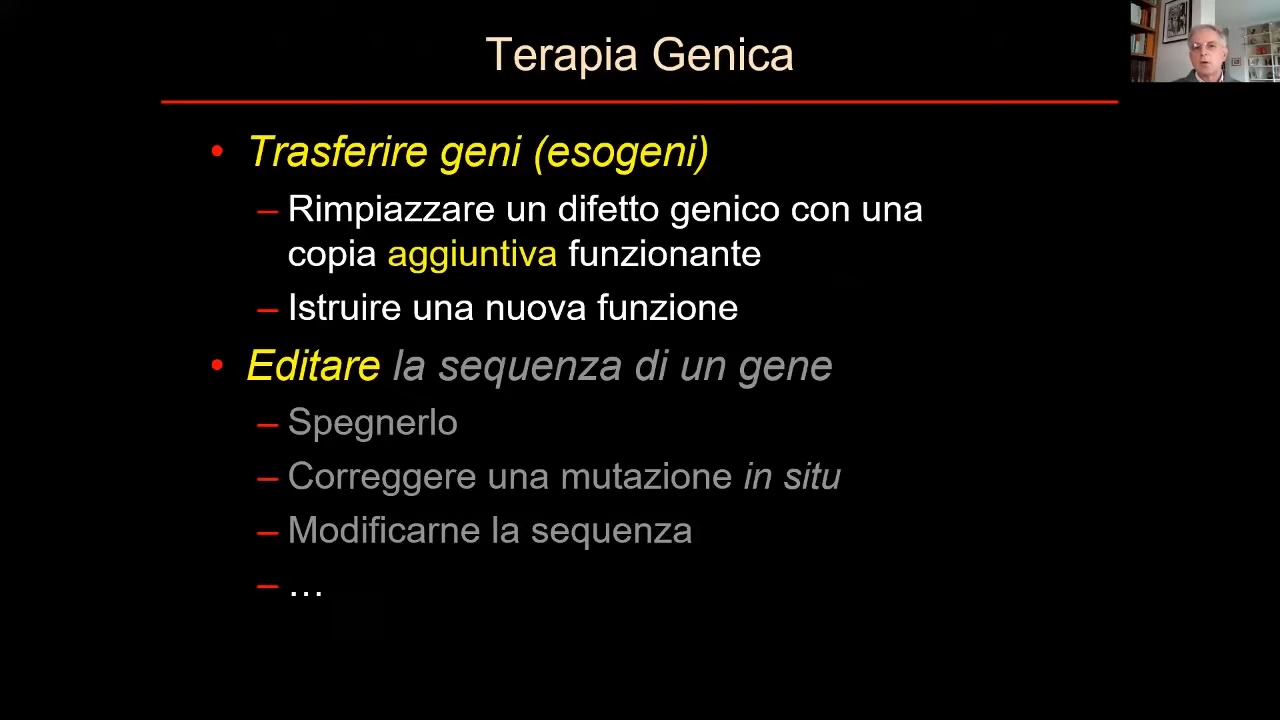 Terapia Genica
• Trasferire geni (esogeni)
– Rimpiazzare un difetto genico con una
copia aggiuntiva funzionante
– Istruire una nuova funzione
• Editare la sequenza di un gene
– Spegnerlo
– Correggere una mutazione in situ
– Modificarne la sequenza
– …